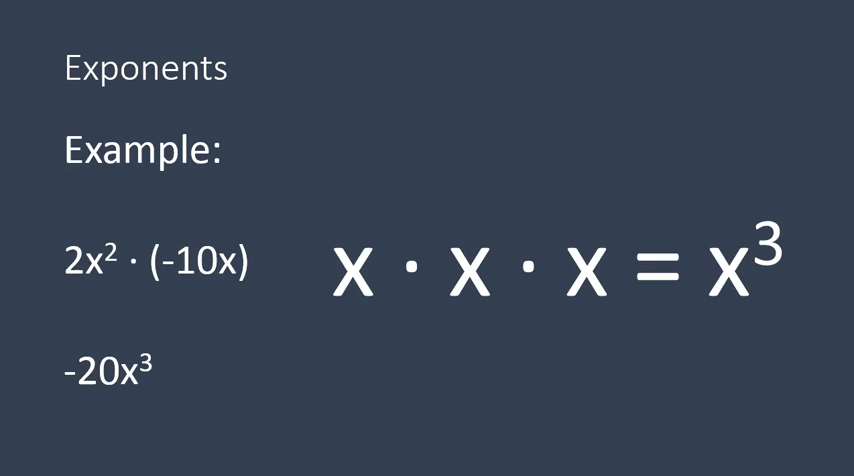 Exponents
Example:
2x² · (-10x)
x · x · x = x³
-20x³